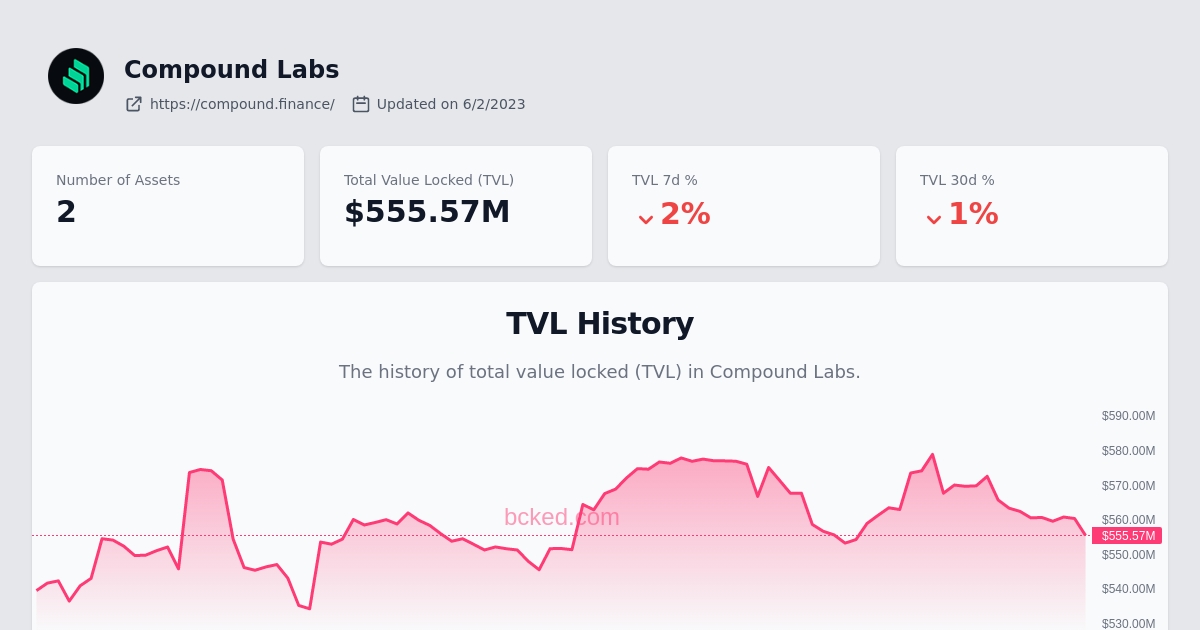 Compound Labs
https://compound.finance/ Updated on 6/2/2023
Number of Assets
2
Total Value Locked (TVL)
$555.57M
TVL 7d %
2%
TVL 30d %
1%
TVL History
The history of total value locked (TVL) in Compound Labs.
$590.00M
$580.00M
$570.00M
bcked.com
$560.00M
$555.57M
$550.00M
$540.00M
$530.00M